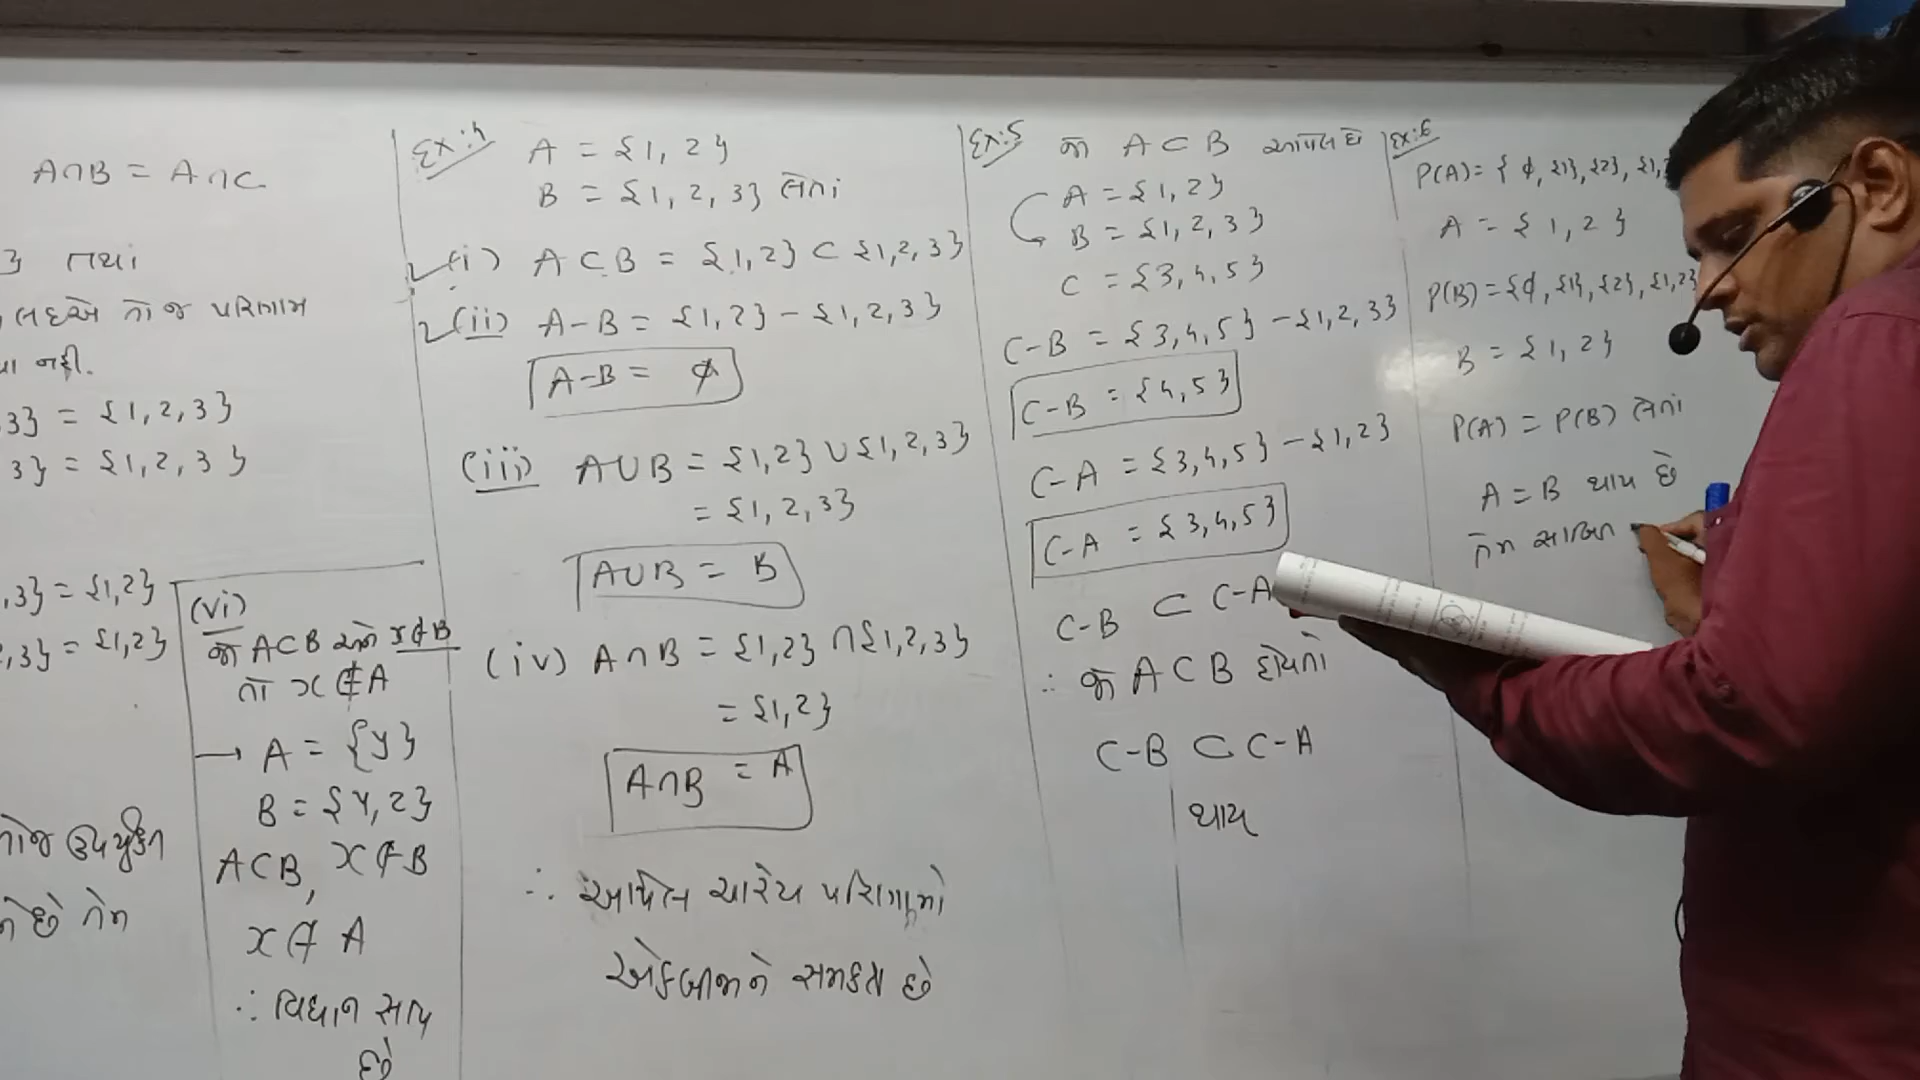 A∩B = A∩C
} તથા
લઇએ તો જ પરિણામ
નહી.
3} = {1, 2, 3}
3} = {1, 2, 3}
,3} = {1,2}
,3} = {1,2}
(vi)
જો A⊂B અને x∉B
તો x∉A
→ A = {y}
B = {y, z}
A⊂B, x∉B
x∉A
∴ વિધાન સત્ય
છે
Ex:4
A = {1, 2}
B = {1, 2, 3} લેતાં
(i) A⊂B = {1,2} ⊂ {1,2,3}
(ii) A-B = {1,2} - {1,2,3}
A-B = φ
(iii) A∪B = {1,2} ∪ {1,2,3}
= {1,2,3}
A∪B = B
(iv) A∩B = {1,2} ∩ {1,2,3}
= {1,2}
A∩B = A
∴ આપેલ ચારેય પરિણામો
એકબીજાને સમકક્ષ છે
Ex:5 જો A⊂B આપેલ છે
A = {1,2}
B = {1,2,3}
C = {3,4,5}
C-B = {3,4,5} - {1,2,3}
C-B = {4,5}
C-A = {3,4,5} - {1,2}
C-A = {3,4,5}
C-B ⊂ C-A
∴ જો A⊂B હોયતો
C-B ⊂ C-A
થાય
Ex:6
P(A) = {φ, {1}, {2}, {1,
A = {1, 2}
P(B) = {φ, {1}, {2}, {1,2}
B = {1, 2}
P(A) = P(B) લેતાં
A = B થાય છે
તેમ સાબિત